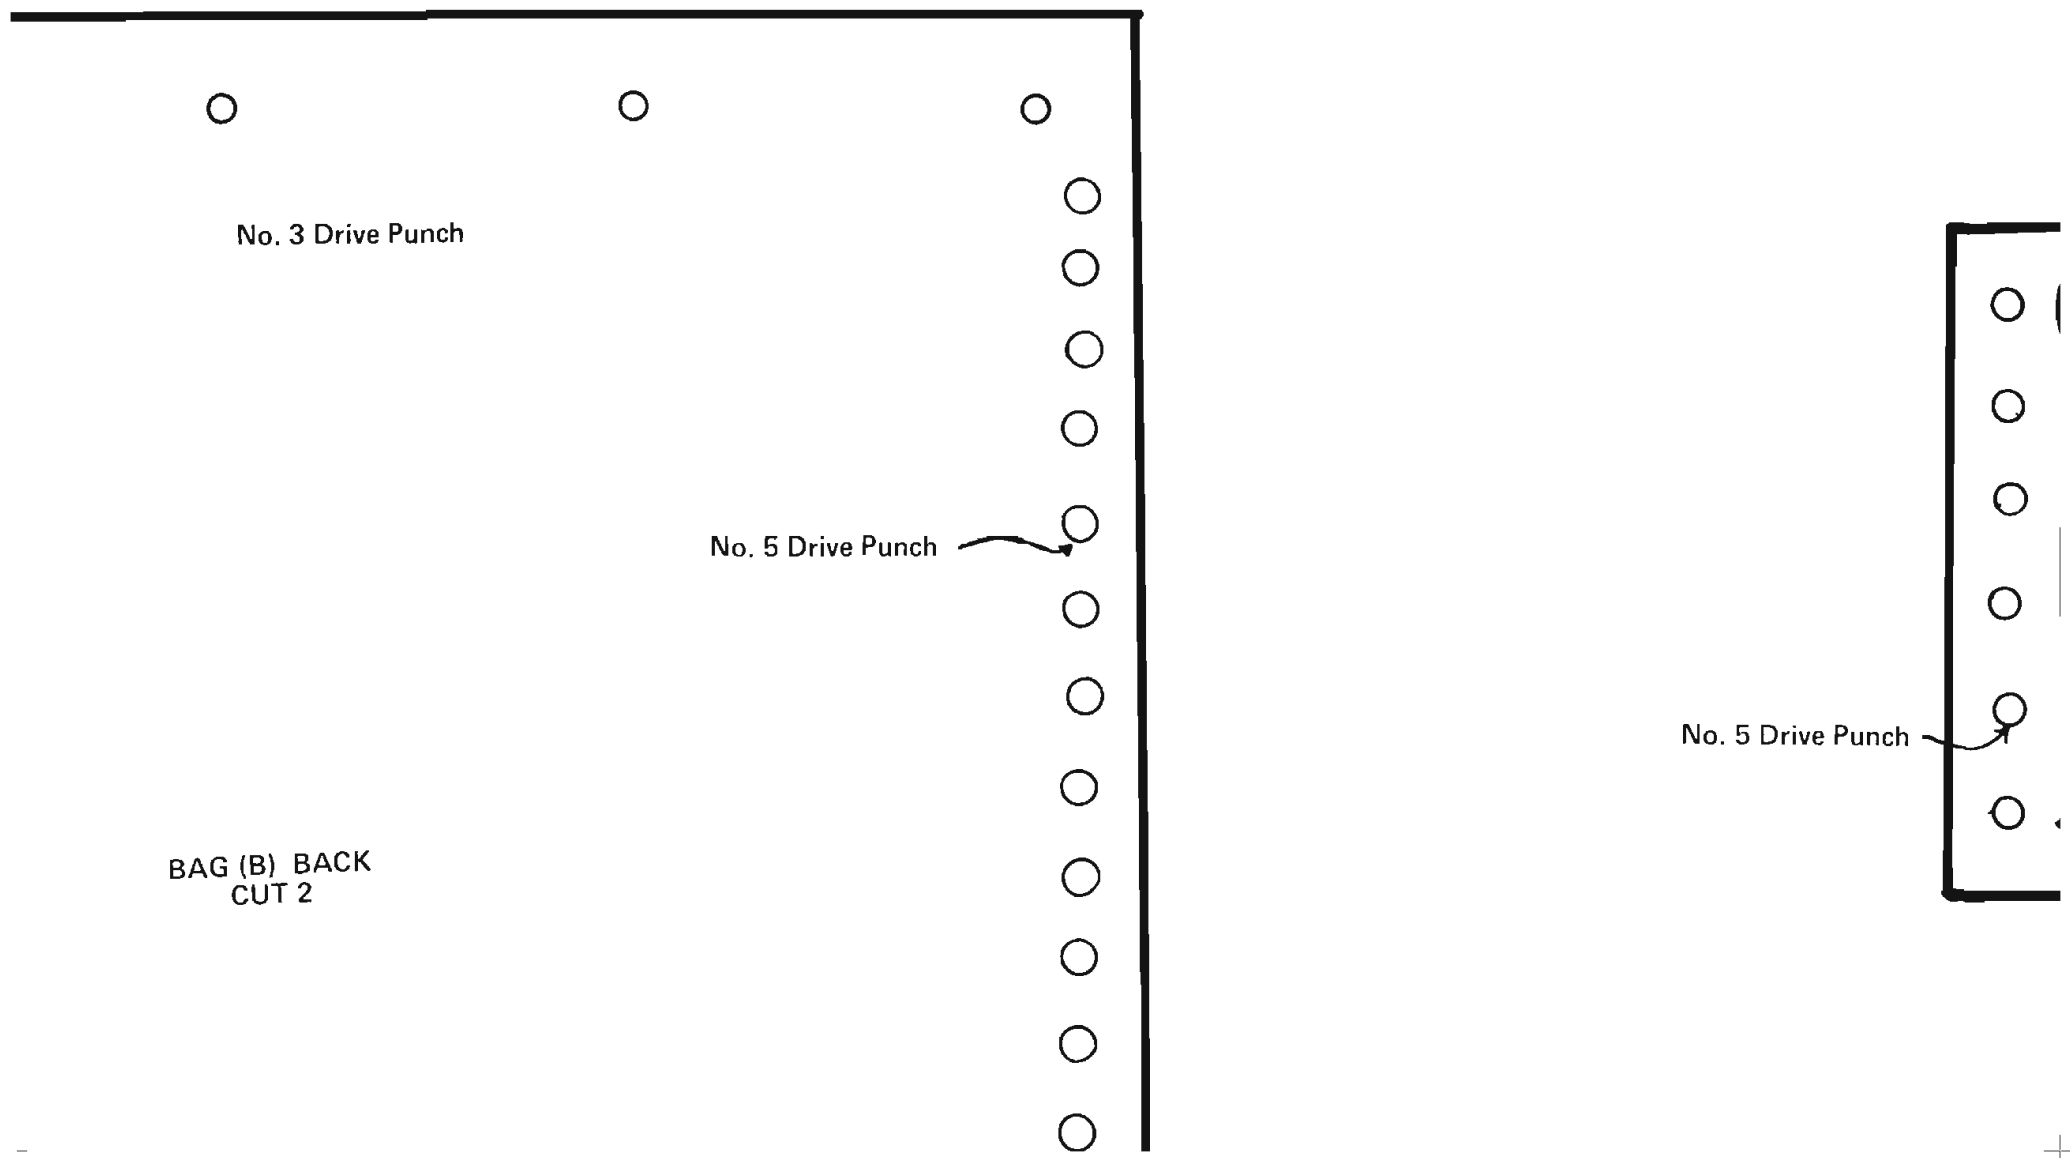 No. 3 Drive Punch
No. 5 Drive Punch
No. 5 Drive Punch
BAG (B) BACK
CUT 2